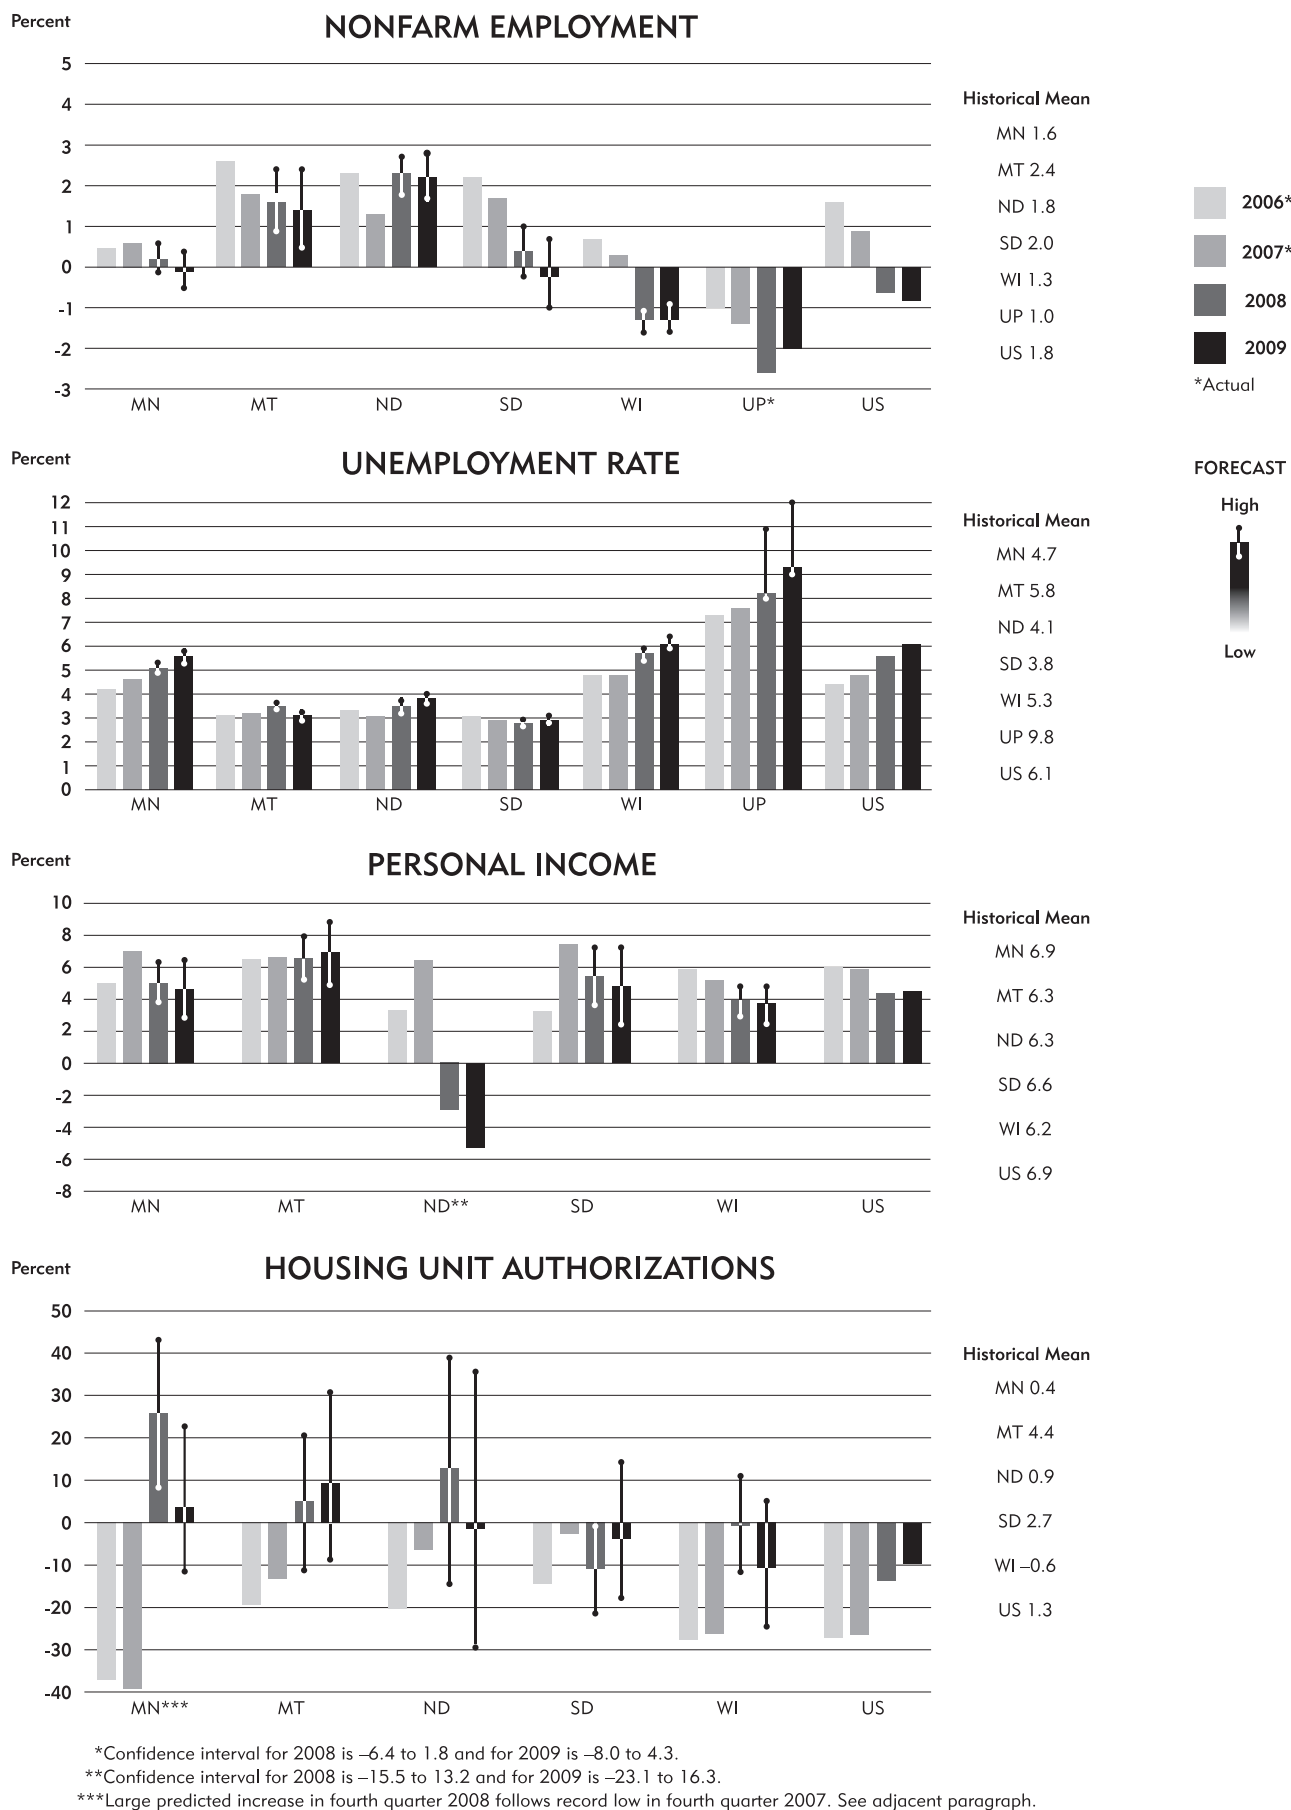 Percent
NONFARM EMPLOYMENT
5
4
3
2
1
0
-1
-2
-3
MN MT ND SD WI UP* US
Historical Mean
MN 1.6
MT 2.4
ND 1.8
SD 2.0
WI 1.3
UP 1.0
US 1.8
2006*
2007*
2008
2009
*Actual
Percent
UNEMPLOYMENT RATE
12
11
10
9
8
7
6
5
4
3
2
1
0
MN MT ND SD WI UP US
Historical Mean
MN 4.7
MT 5.8
ND 4.1
SD 3.8
WI 5.3
UP 9.8
US 6.1
FORECAST
High
Low
Percent
PERSONAL INCOME
10
8
6
4
2
0
-2
-4
-6
-8
MN MT ND** SD WI US
Historical Mean
MN 6.9
MT 6.3
ND 6.3
SD 6.6
WI 6.2
US 6.9
Percent
HOUSING UNIT AUTHORIZATIONS
50
40
30
20
10
0
-10
-20
-30
-40
MN*** MT ND SD WI US
Historical Mean
MN 0.4
MT 4.4
ND 0.9
SD 2.7
WI –0.6
US 1.3
*Confidence interval for 2008 is –6.4 to 1.8 and for 2009 is –8.0 to 4.3.
**Confidence interval for 2008 is –15.5 to 13.2 and for 2009 is –23.1 to 16.3.
***Large predicted increase in fourth quarter 2008 follows record low in fourth quarter 2007. See adjacent paragraph.